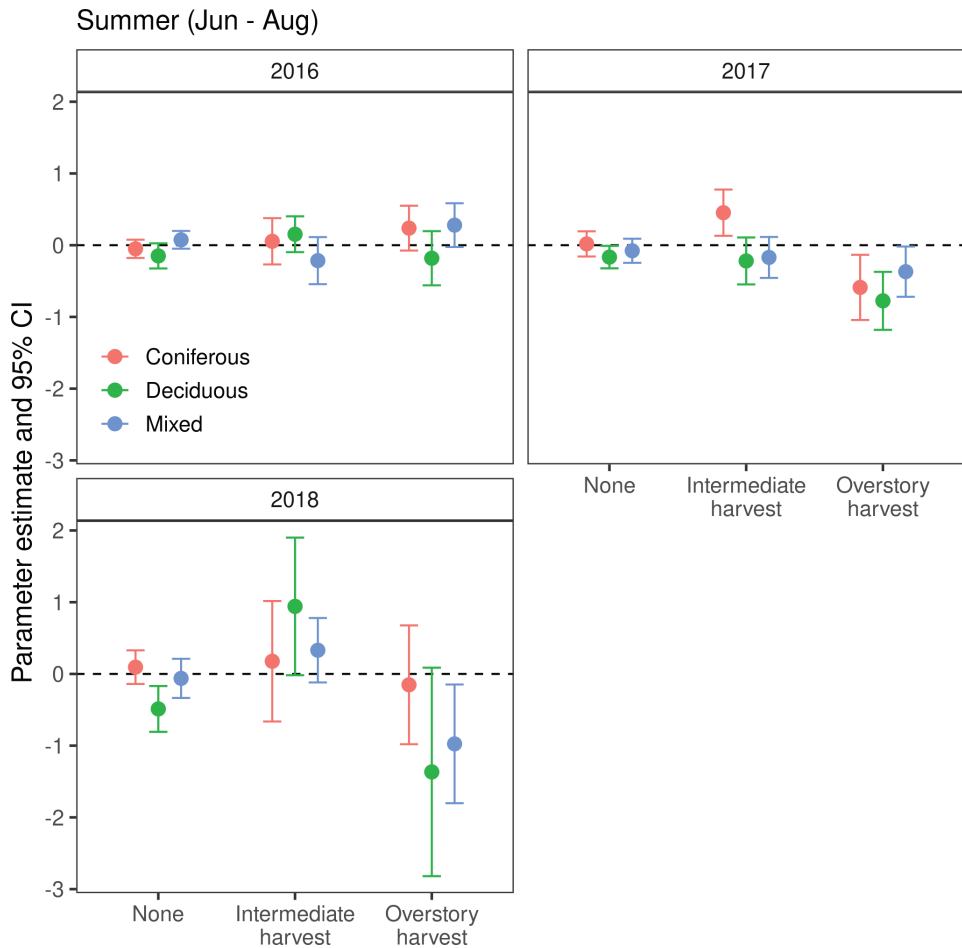 Summer (Jun - Aug)
2016
2017
2
1
0
-1
-2
-3
Parameter estimate and 95% CI
Coniferous
Deciduous
Mixed
None
Intermediate
harvest
Overstory
harvest
2018
2
1
0
-1
-2
-3
None
Intermediate
harvest
Overstory
harvest